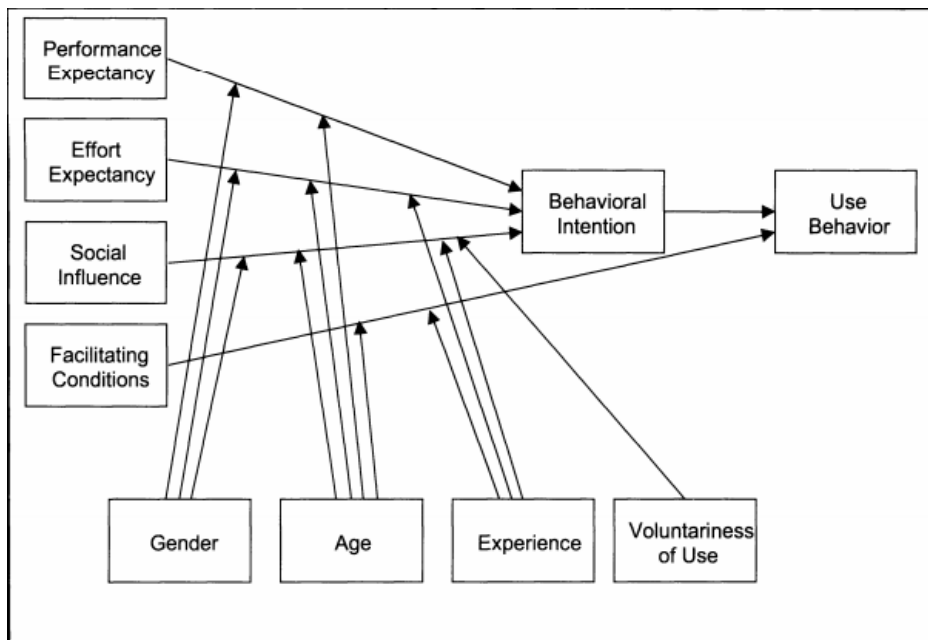 Performance
Expectancy
Effort
Expectancy
Social
Influence
Facilitating
Conditions
Behavioral
Intention
Use
Behavior
Gender
Age
Experience
Voluntariness
of Use